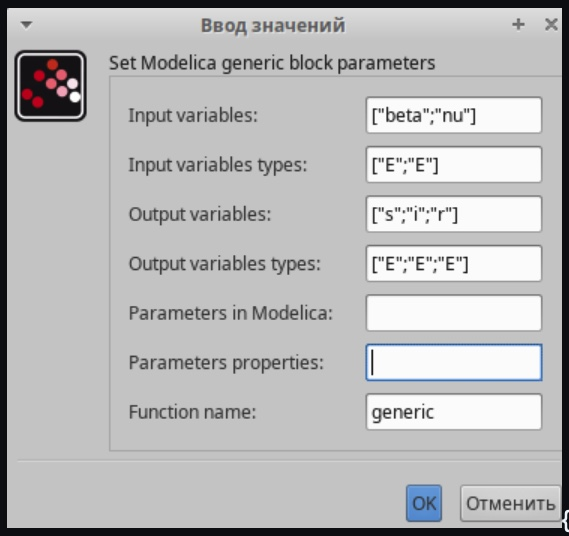 Ввод значений
Set Modelica generic block parameters
Input variables: ["beta";"nu"]
Input variables types: ["E";"E"]
Output variables: ["s";"i";"r"]
Output variables types: ["E";"E";"E"]
Parameters in Modelica:
Parameters properties:
Function name: generic
OK Отменить
{